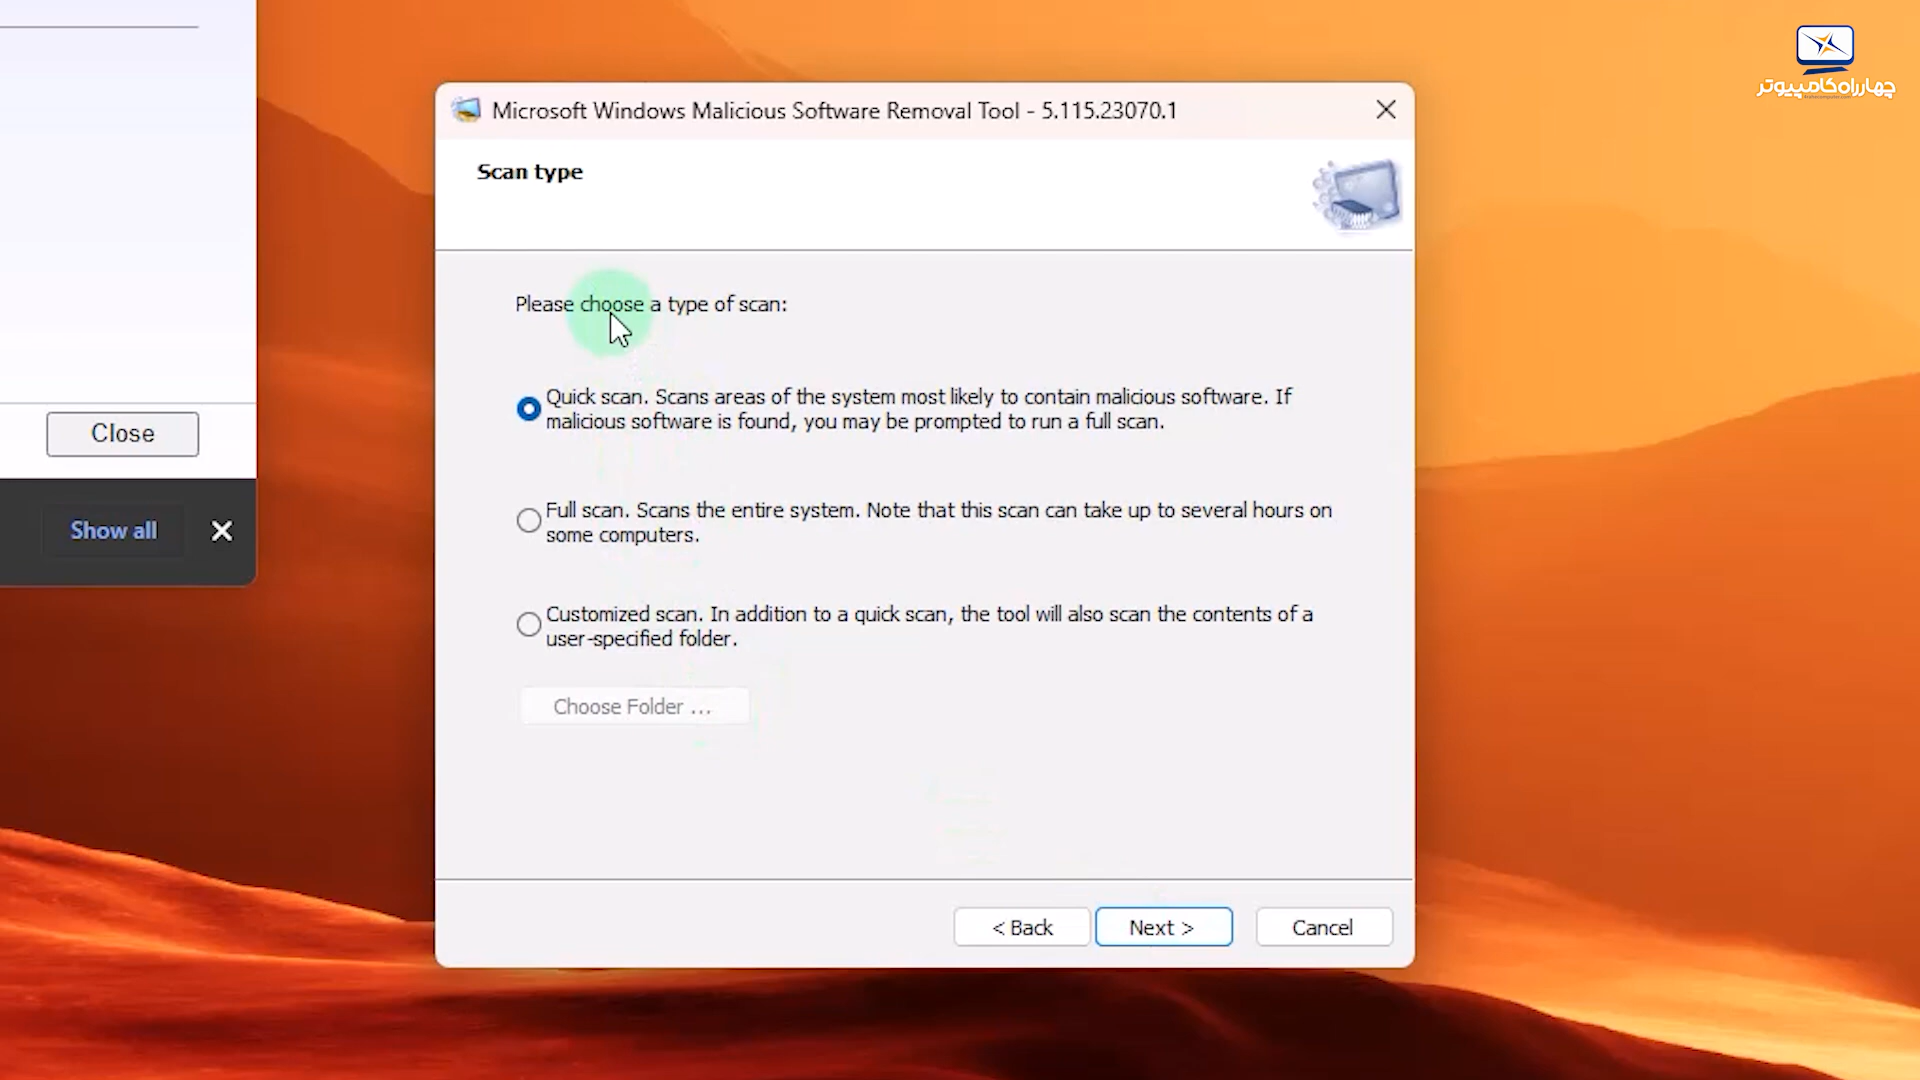 چهارراه کامپیوتر
Microsoft Windows Malicious Software Removal Tool - 5.115.23070.1
Scan type
Please choose a type of scan:
Quick scan. Scans areas of the system most likely to contain malicious software. If
malicious software is found, you may be prompted to run a full scan.
Close
Full scan. Scans the entire system. Note that this scan can take up to several hours on
some computers.
Show all
Customized scan. In addition to a quick scan, the tool will also scan the contents of a
user-specified folder.
Choose Folder ...
< Back
Next >
Cancel